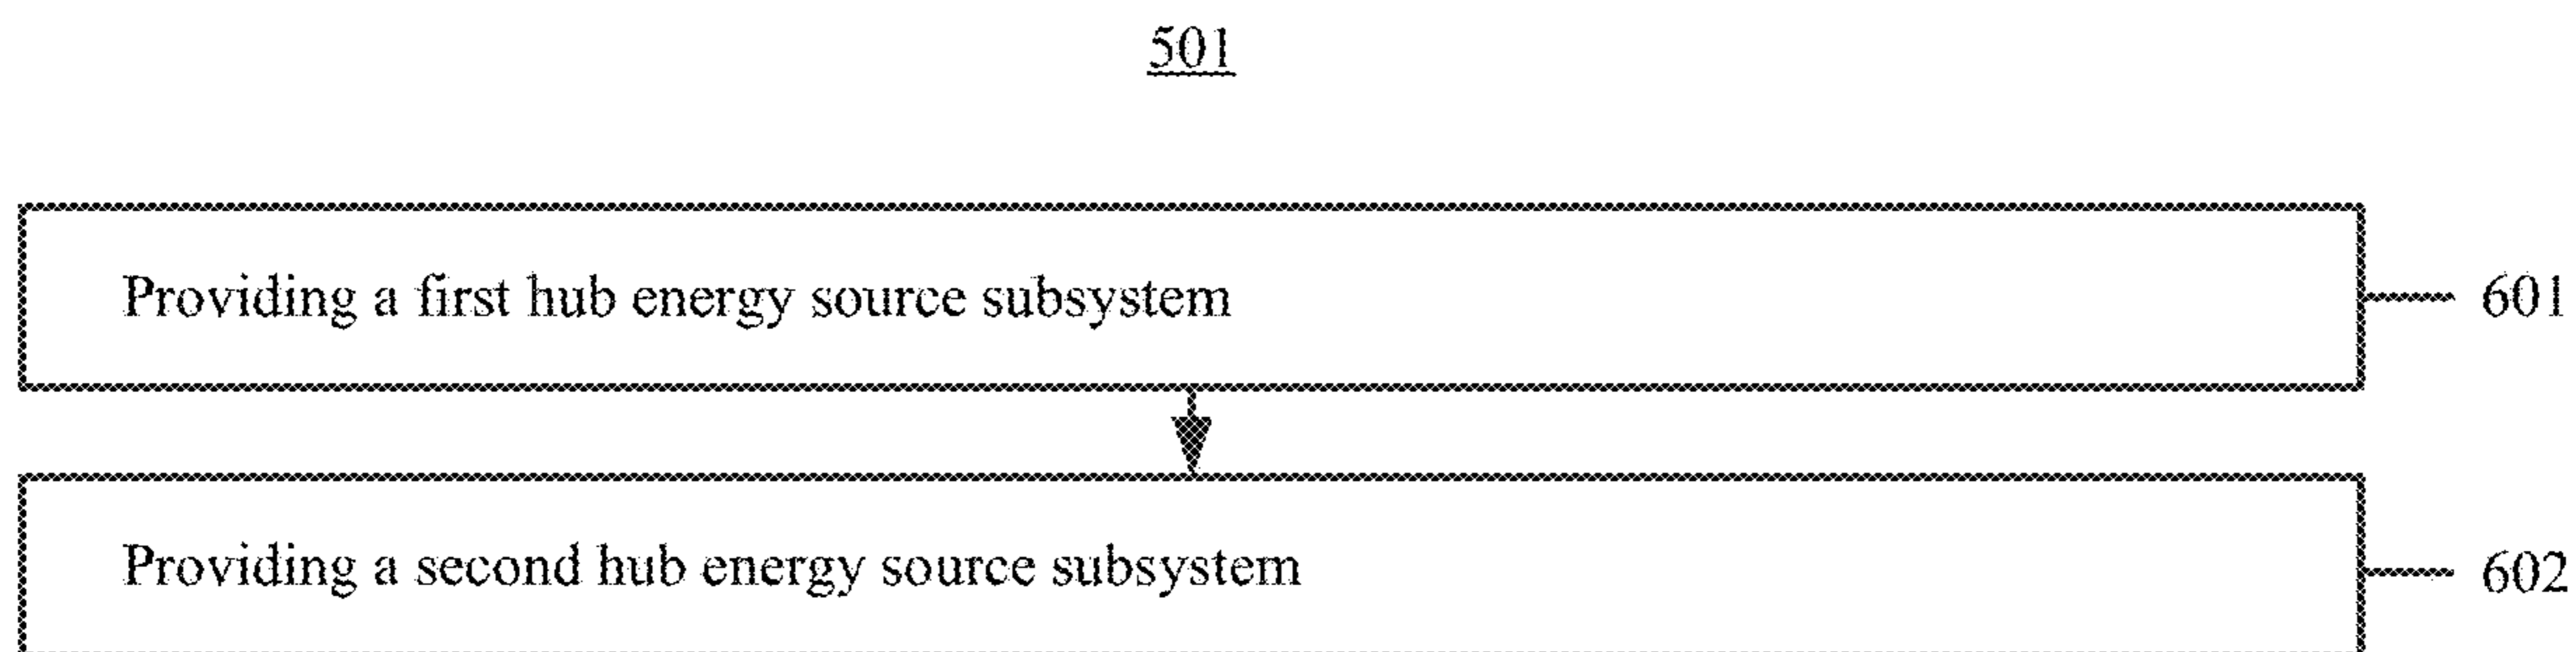 501
Providing a first hub energy source subsystem
601
Providing a second hub energy source subsystem
602